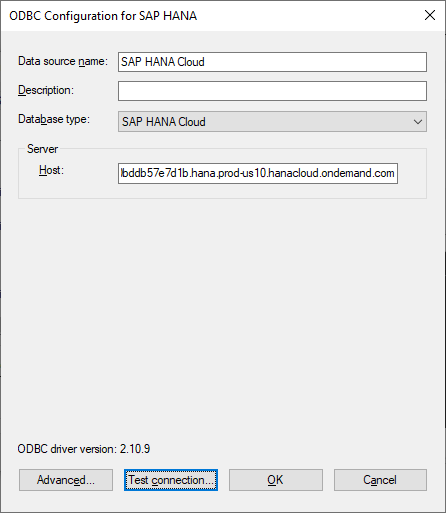 ODBC Configuration for SAP HANA
Data source name: SAP HANA Cloud
Description:
Database type: SAP HANA Cloud
Server
Host: lbddb57e7d1b.hana.prod-us10.hanacloud.ondemand.com
ODBC driver version: 2.10.9
Advanced... Test connection... OK Cancel